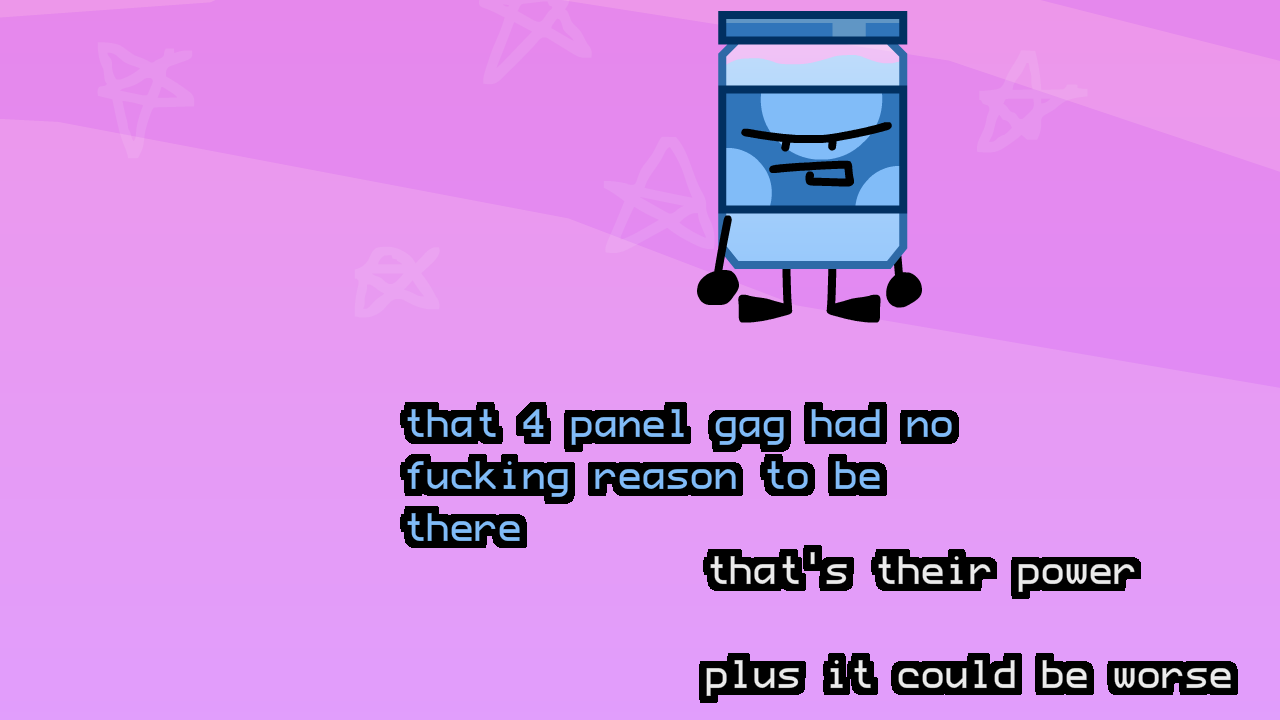 that 4 panel gag had no
fucking reason to be
there
that's their power
plus it could be worse